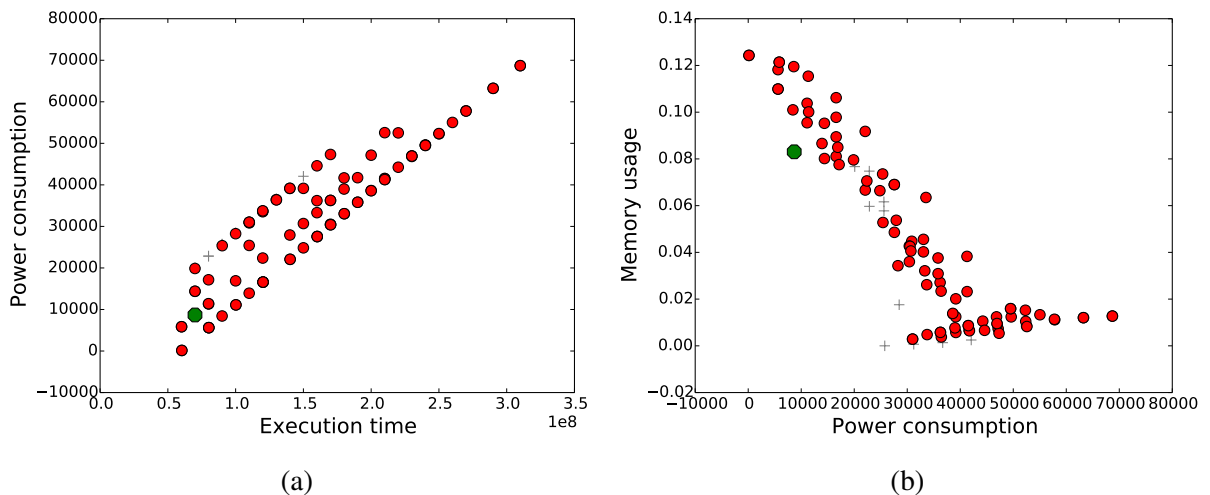 80000
70000
60000
50000
40000
30000
20000
10000
0
−10000
Power consumption
0.0 0.5 1.0 1.5 2.0 2.5 3.0 3.5
1e8
Execution time
(a)
0.14
0.12
0.10
0.08
0.06
0.04
0.02
0.00
−0.02
Memory usage
−10000 0 10000 20000 30000 40000 50000 60000 70000 80000
Power consumption
(b)